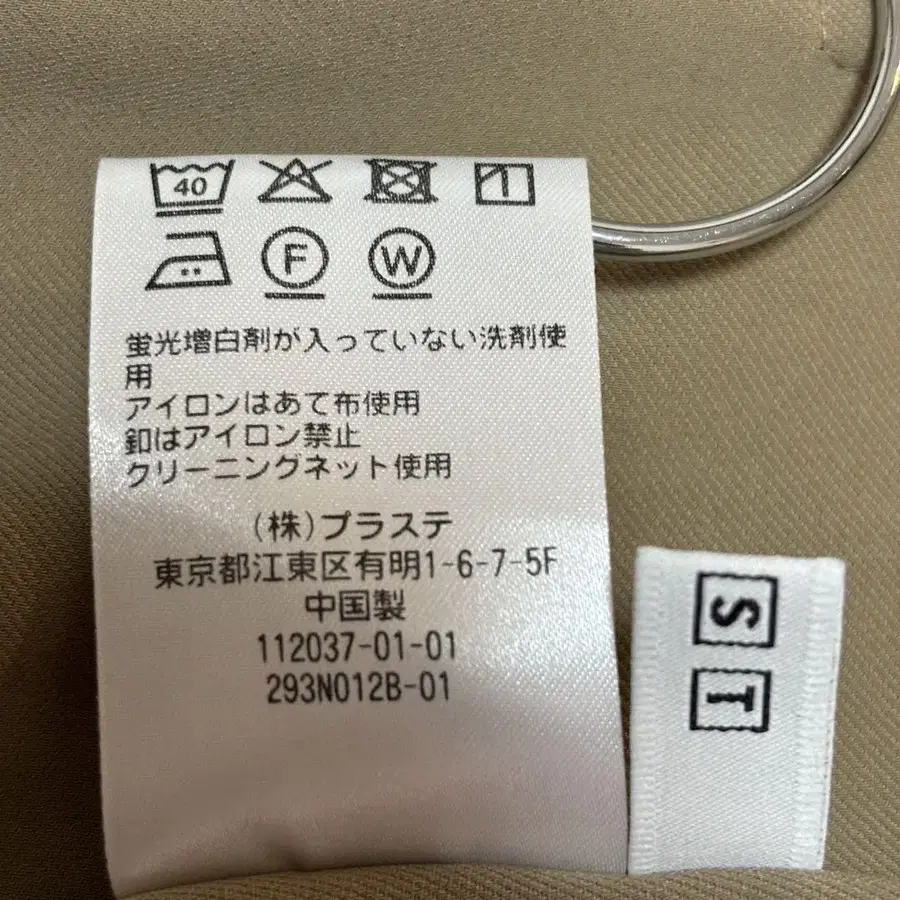 40
F W
蛍光増白剤が入っていない洗剤使
用
アイロンはあて布使用
釦はアイロン禁止
クリーニングネット使用
(株)プラステ
東京都江東区有明1-6-7-5F
中国製
112037-01-01
293N012B-01
S
T